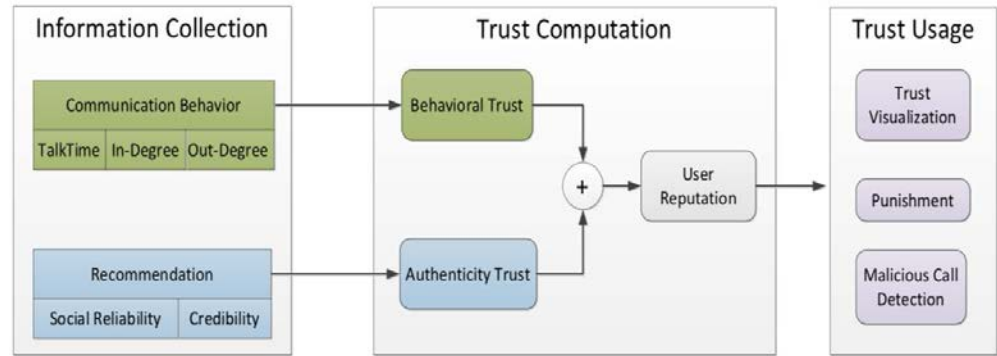 Information Collection
Communication Behavior
TalkTime
In-Degree
Out-Degree
Recommendation
Social Reliability
Credibility
Trust Computation
Behavioral Trust
Authenticity Trust
+
User
Reputation
Trust Usage
Trust
Visualization
Punishment
Malicious Call
Detection